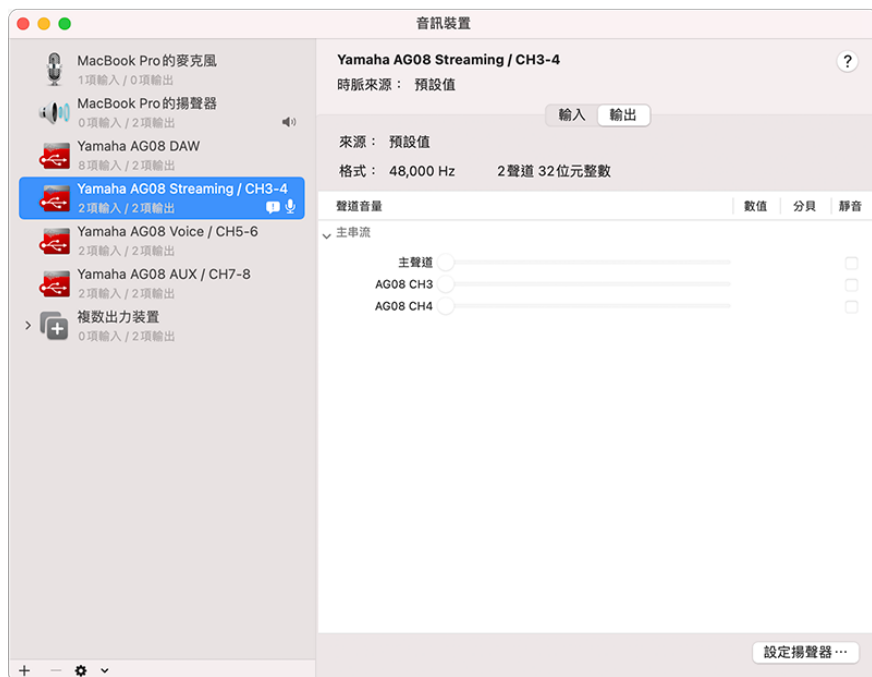 音訊裝置
MacBook Pro的麥克風
1項輸入 / 0項輸出
MacBook Pro的揚聲器
0項輸入 / 2項輸出
Yamaha AG08 DAW
8項輸入 / 2項輸出
Yamaha AG08 Streaming / CH3-4
2項輸入 / 2項輸出
Yamaha AG08 Voice / CH5-6
2項輸入 / 2項輸出
Yamaha AG08 AUX / CH7-8
2項輸入 / 2項輸出
複数出力装置
0項輸入 / 2項輸出
Yamaha AG08 Streaming / CH3-4
?
時脈來源： 預設值
輸入 輸出
來源： 預設值
格式： 48,000 Hz 2聲道 32位元整數
聲道音量 數值 分貝 靜音
主串流
主聲道
AG08 CH3
AG08 CH4
設定揚聲器⋯